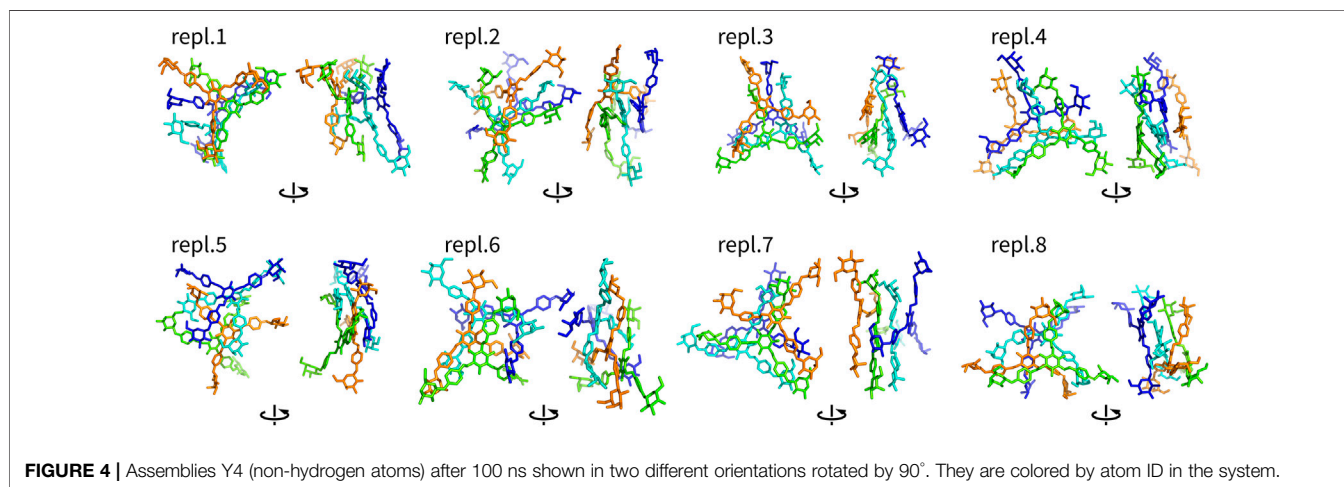 repl.1
repl.2
repl.3
repl.4
repl.5
repl.6
repl.7
repl.8
FIGURE 4 | Assemblies Y4 (non-hydrogen atoms) after 100 ns shown in two different orientations rotated by 90°. They are colored by atom ID in the system.